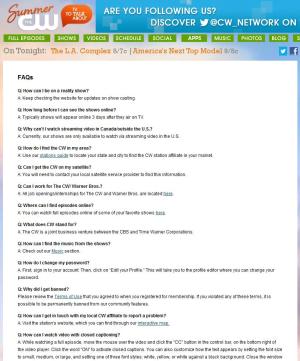 Summer
THE CW
TV TO TALK ABOUT
ARE YOU FOLLOWING US?
DISCOVER @CW_NETWORK ON
FULL EPISODES SHOWS VIDEOS SCHEDULE SOCIAL APPS MUSIC PHOTOS BLOG
On Tonight: The L.A. Complex 8/7c | America's Next Top Model 9/8c
FAQs
Q: How can I be on a reality show?
A: Keep checking the website for updates on show casting.
Q: How long before I can see the shows online?
A: Typically shows will appear online 3 days after they air on TV.
Q: Why can't I watch streaming video in Canada/outside the U.S.?
A: Currently, our shows are only available to watch via streaming video in the U.S.
Q: How do I find the CW in my area?
A: Use our stations guide to locate your state and city to find the CW station affiliate in your market.
Q: Can I get the CW on my satellite?
A: You will need to contact your local satellite service provider to find this information.
Q: Can I work for The CW/ Warner Bros.?
A: All job openings/internships for The CW and Warner Bros. are located here.
Q: Where can I find episodes online?
A: You can watch full episodes online of some of your favorite shows here.
Q: What does CW stand for?
A: The CW is a joint business venture between the CBS and Time Warner Corporations.
Q: How can I find the music from the shows?
A: Check out our Music section.
Q: How do I change my password?
A: First, sign in to your account. Then, click on "Edit your Profile." This will take you to the profile editor where you can change your
password.
Q: Why did I get banned?
Please review the Terms of Use that you agreed to when you registered for membership. If you violated any of these terms, it is
possible to be permanently banned from our community features.
Q: How can I get in touch with my local CW affiliate to report a problem?
A: Visit the station's website, which you can find through our interactive map.
Q: How can I watch video with closed captioning?
A: While watching a full episode, move the mouse over the video and click the "CC" button in the control bar, on the bottom right of
the video player. Click the word 'ON' to activate closed captions. You can also customize how the text appears by setting the font size
to small, medium, or large, and setting one of three font styles; white, yellow, or white against a black background. Close the window